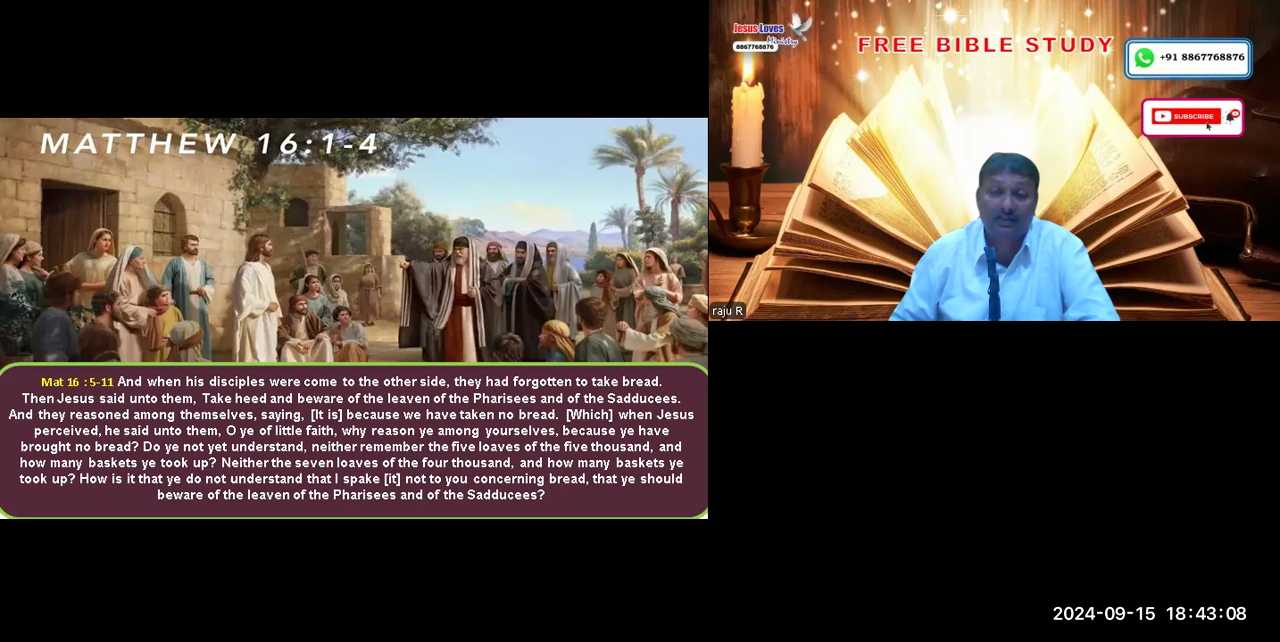 MATTHEW 16:1-4
Mat 16 : 5-11 And when his disciples were come to the other side, they had forgotten to take bread.
Then Jesus said unto them, Take heed and beware of the leaven of the Pharisees and of the Sadducees.
And they reasoned among themselves, saying, [It is] because we have taken no bread. [Which] when Jesus
perceived, he said unto them, O ye of little faith, why reason ye among yourselves, because ye have
brought no bread? Do ye not yet understand, neither remember the five loaves of the five thousand, and
how many baskets ye took up? Neither the seven loaves of the four thousand, and how many baskets ye
took up? How is it that ye do not understand that I spake [it] not to you concerning bread, that ye should
beware of the leaven of the Pharisees and of the Sadducees?
Jesus Loves
Ministry
8867768876
FREE BIBLE STUDY
+91 8867768876
SUBSCRIBE
raju R
2024-09-15 18:43:08